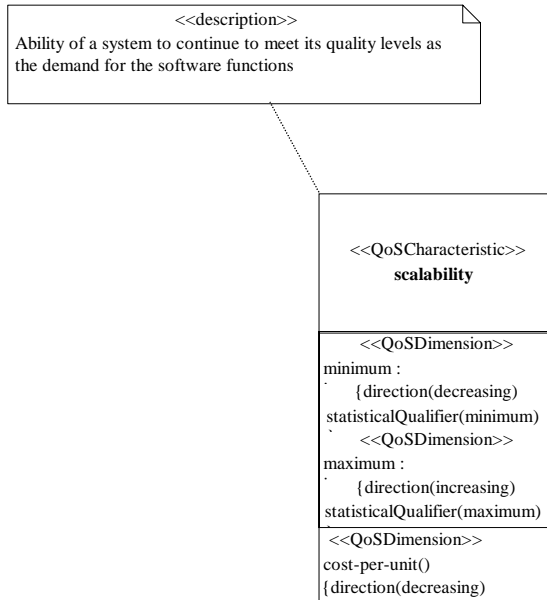 <<description>>
Ability of a system to continue to meet its quality levels as
the demand for the software functions
<<QoSCharacteristic>>
scalability
<<QoSDimension>>
minimum :
{direction(decreasing)
statisticalQualifier(minimum)
<<QoSDimension>>
maximum :
{direction(increasing)
statisticalQualifier(maximum)
<<QoSDimension>>
cost-per-unit()
{direction(decreasing)